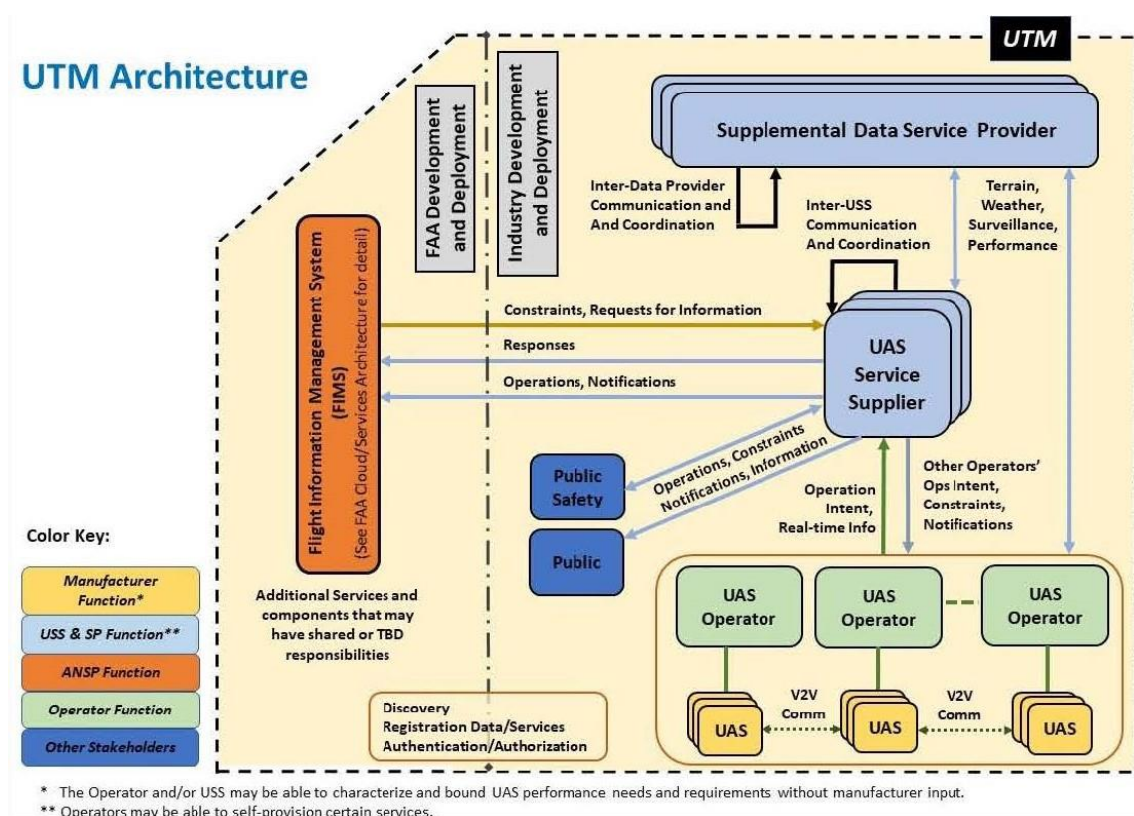 UTM
UTM Architecture
FAA Development
and Deployment
Industry Development
and Deployment
Supplemental Data Service Provider
Inter-Data Provider
Communication and
And Coordination
Inter-USS
Communication
And Coordination
Terrain,
Weather,
Surveillance,
Performance
Flight Information Management System
(FIMS)
(See FAA Cloud/Services Architecture for detail)
Constraints, Requests for Information
Responses
Operations, Notifications
UAS
Service
Supplier
Operations, Constraints
Notifications, Information
Public
Safety
Public
Operation
Intent,
Real-time Info
Other Operators'
Ops Intent,
Constraints,
Notifications
Color Key:
Manufacturer
Function*
USS & SP Function**
ANSP Function
Operator Function
Other Stakeholders
Additional Services and
components that may
have shared or TBD
responsibilities
Discovery
Registration Data/Services
Authentication/Authorization
UAS
Operator
UAS
Operator
UAS
Operator
V2V
Comm
V2V
Comm
UAS
UAS
UAS
* The Operator and/or USS may be able to characterize and bound UAS performance needs and requirements without manufacturer input.
** Operators may be able to self-provision certain services.